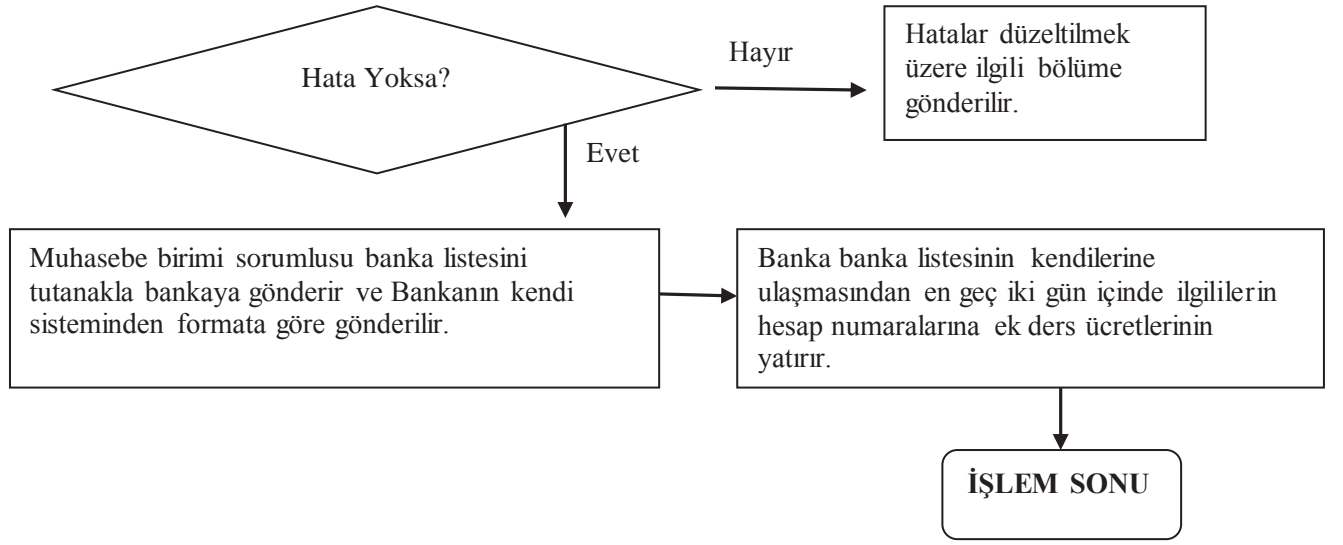 Hata Yoksa?
Hayır
Hatalar düzeltilmek
üzere ilgili bölüme
gönderilir.
Evet
Muhasebe birimi sorumlusu banka listesini
tutanakla bankaya gönderir ve Bankanın kendi
sisteminden formata göre gönderilir.
Banka banka listesinin kendilerine
ulaşmasından en geç iki gün içinde ilgililerin
hesap numaralarına ek ders ücretlerinin
yatırır.
İŞLEM SONU